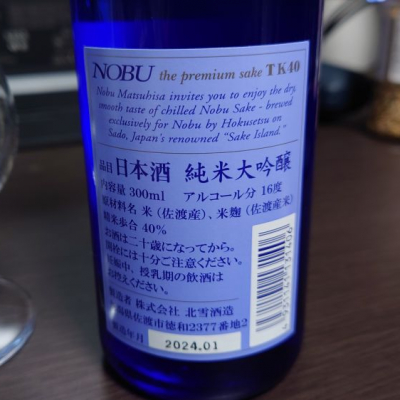 NOBU the premium sake TK40
Nobu Matsuhisa invites you to enjoy the dry,
smooth taste of chilled Nobu Sake - brewed
exclusively for Nobu by Hokusetsu on
Sado, Japan's renowned "Sake Island."
品目 日本酒 純米大吟醸
内容量 300ml アルコール分 16度
原材料名 米(佐渡産)、米麹(佐渡産米)
精米歩合 40%
お酒は二十歳になってから。
開栓には十分ご注意ください。
妊娠中、授乳期の飲酒は
お控えください。
製造者 株式会社 北雪酒造
新潟県佐渡市徳和2377番地2
製造年月 2024.01